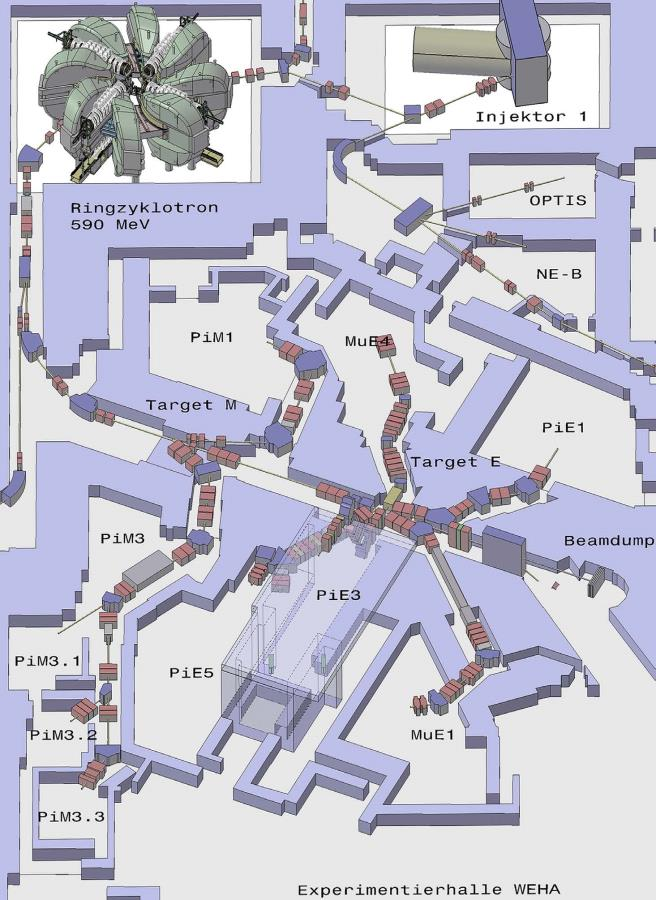 Injektor 1
OPTIS
Ringzyklotron
590 MeV
NE-B
PiM1
MuE4
Target M
PiE1
Target E
PiM3
Beamdump
PiE3
PiM3.1
PiE5
PiM3.2
MuE1
PiM3.3
Experimentierhalle WEHA